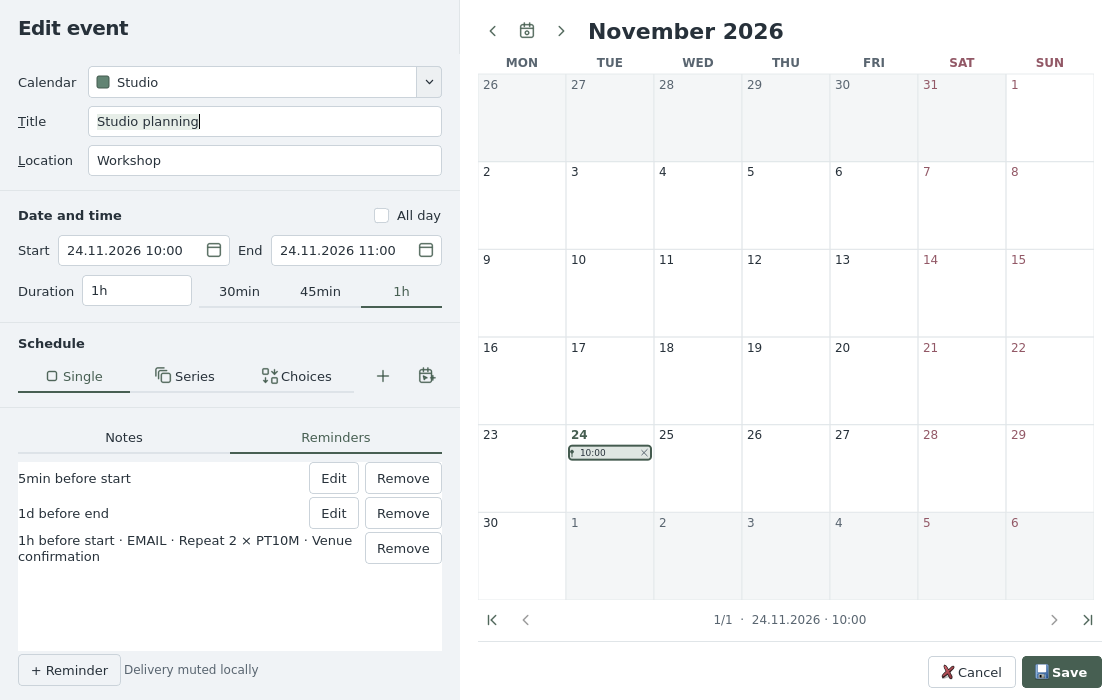 Edit event
Calendar Studio
Title Studio planning
Location Workshop
Date and time All day
Start 24.11.2026 10:00 End 24.11.2026 11:00
Duration 1h 30min 45min 1h
Schedule
Single Series Choices
Notes Reminders
5min before start Edit Remove
1d before end Edit Remove
1h before start · EMAIL · Repeat 2 × PT10M · Venue
confirmation Remove
+ Reminder Delivery muted locally
November 2026
MON TUE WED THU FRI SAT SUN
26 27 28 29 30 31 1
2 3 4 5 6 7 8
9 10 11 12 13 14 15
16 17 18 19 20 21 22
23 24 25 26 27 28 29
10:00
30 1 2 3 4 5 6
1/1 · 24.11.2026 · 10:00
Cancel Save